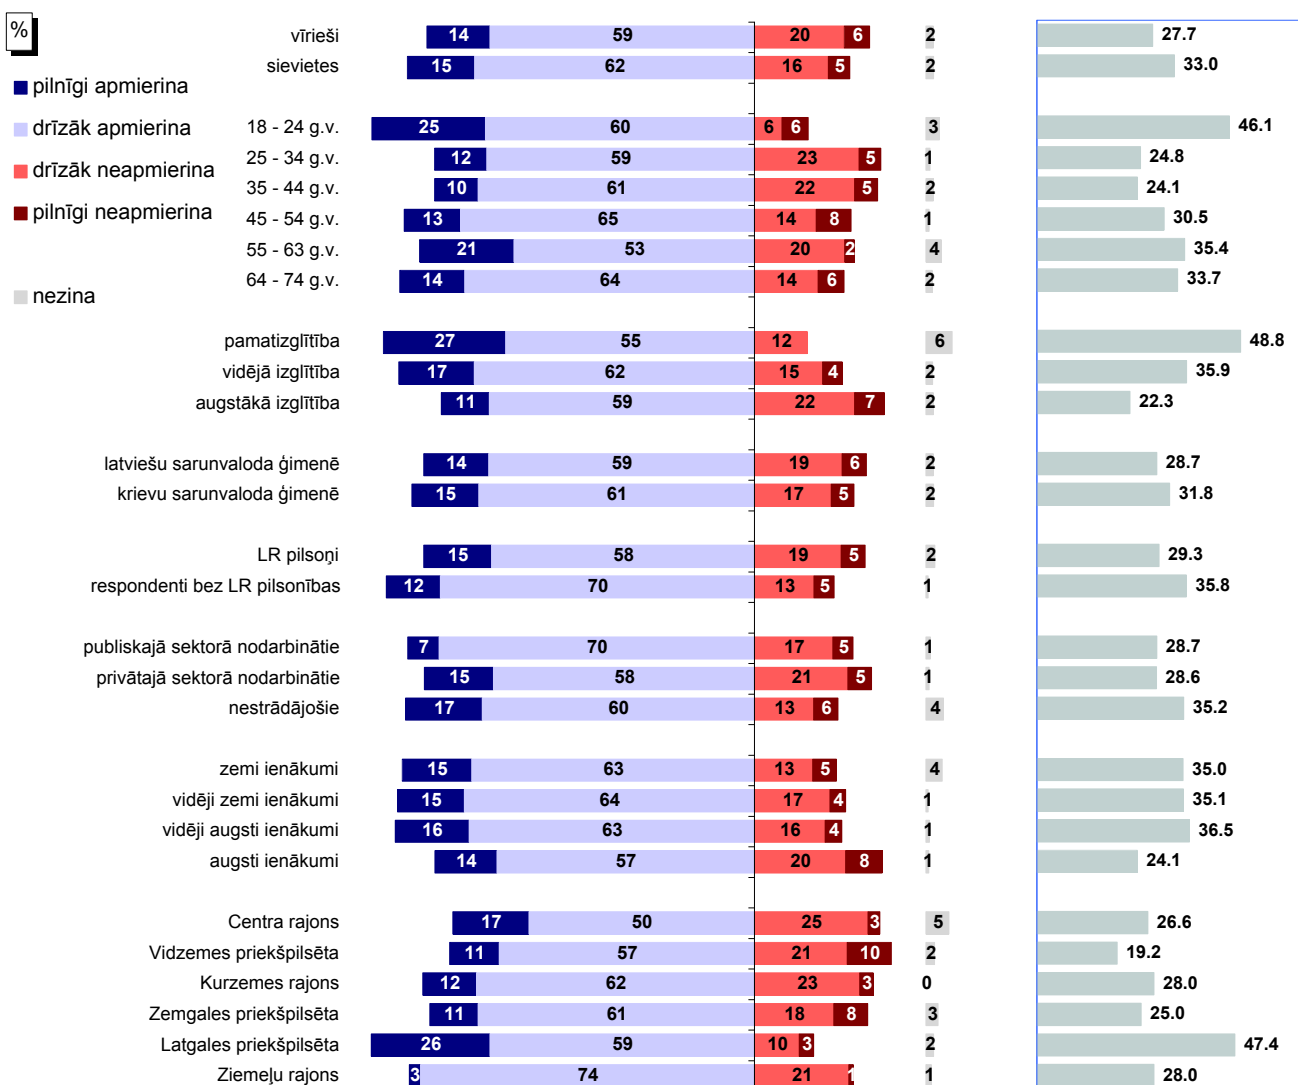 %
pilnīgi apmierina
drīzāk apmierina
drīzāk neapmierina
pilnīgi neapmierina
nezina
vīrieši 14 59 20 6 2 27.7
sievietes 15 62 16 5 2 33.0
18 - 24 g.v. 25 60 6 6 3 46.1
25 - 34 g.v. 12 59 23 5 1 24.8
35 - 44 g.v. 10 61 22 5 2 24.1
45 - 54 g.v. 13 65 14 8 1 30.5
55 - 63 g.v. 21 53 20 2 4 35.4
64 - 74 g.v. 14 64 14 6 2 33.7
pamatizglītība 27 55 12 6 48.8
vidējā izglītība 17 62 15 4 2 35.9
augstākā izglītība 11 59 22 7 2 22.3
latviešu sarunvaloda ģimenē 14 59 19 6 2 28.7
krievu sarunvaloda ģimenē 15 61 17 5 2 31.8
LR pilsoņi 15 58 19 5 2 29.3
respondenti bez LR pilsonības 12 70 13 5 1 35.8
publiskajā sektorā nodarbinātie 7 70 17 5 1 28.7
privātajā sektorā nodarbinātie 15 58 21 5 1 28.6
nestrādājošie 17 60 13 6 4 35.2
zemi ienākumi 15 63 13 5 4 35.0
vidēji zemi ienākumi 15 64 17 4 1 35.1
vidēji augsti ienākumi 16 63 16 4 1 36.5
augsti ienākumi 14 57 20 8 1 24.1
Centra rajons 17 50 25 3 5 26.6
Vidzemes priekšpilsēta 11 57 21 10 2 19.2
Kurzemes rajons 12 62 23 3 0 28.0
Zemgales priekšpilsēta 11 61 18 8 3 25.0
Latgales priekšpilsēta 26 59 10 3 2 47.4
Ziemeļu rajons 3 74 21 1 1 28.0